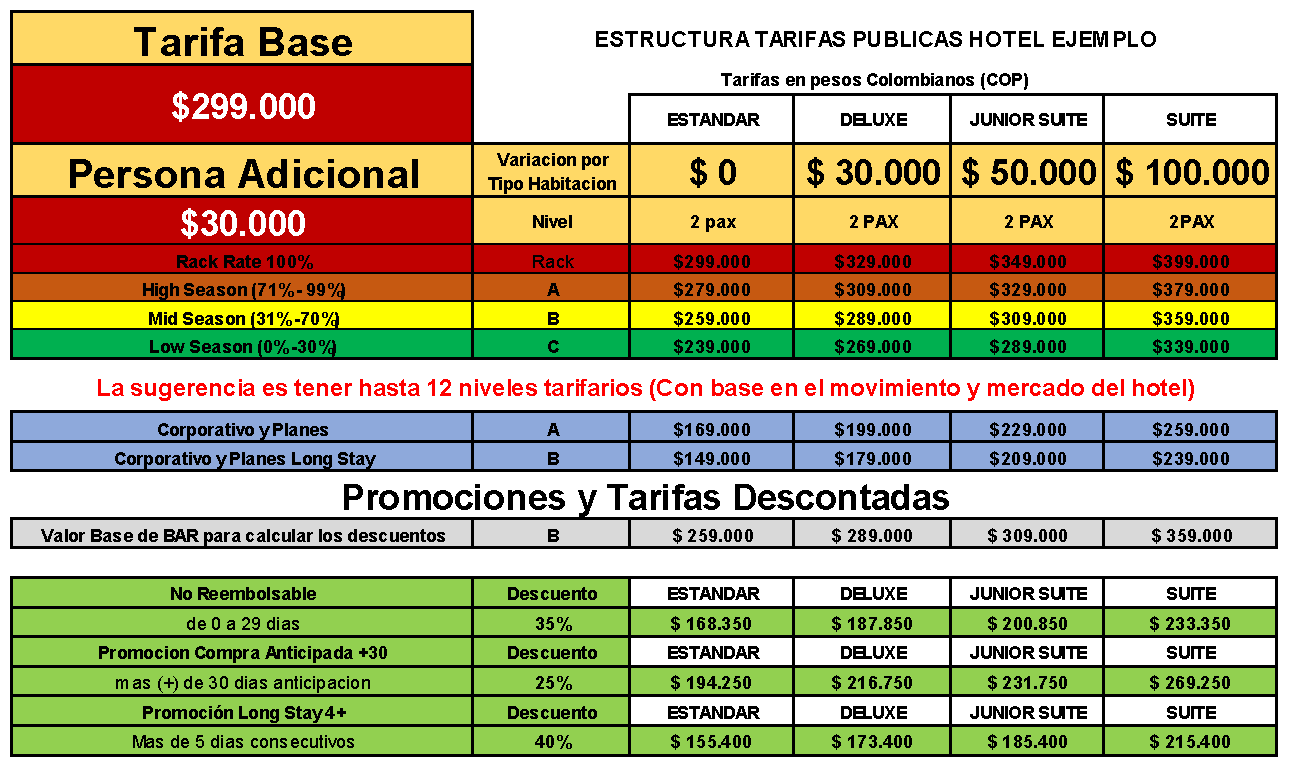 Tarifa Base
ESTRUCTURA TARIFAS PUBLICAS HOTEL EJEMPLO
$299.000
Tarifas en pesos Colombianos (COP)
ESTANDAR DELUXE JUNIOR SUITE SUITE
Persona Adicional
Variacion por
Tipo Habitacion
$ 0 $ 30.000 $ 50.000 $ 100.000
$30.000 Nivel 2 pax 2 PAX 2 PAX 2PAX
Rack Rate 100% Rack $299.000 $329.000 $349.000 $399.000
High Season (71% - 99%) A $279.000 $309.000 $329.000 $379.000
Mid Season (31%-70%) B $259.000 $289.000 $309.000 $359.000
Low Season (0%-30%) C $239.000 $269.000 $289.000 $339.000
La sugerencia es tener hasta 12 niveles tarifarios (Con base en el movimiento y mercado del hotel)
Corporativo y Planes A $169.000 $199.000 $229.000 $259.000
Corporativo y Planes Long Stay B $149.000 $179.000 $209.000 $239.000
Promociones y Tarifas Descontadas
Valor Base de BAR para calcular los descuentos B $ 259.000 $ 289.000 $ 309.000 $ 359.000
No Reembolsable Descuento ESTANDAR DELUXE JUNIOR SUITE SUITE
de 0 a 29 dias 35% $ 168.350 $ 187.850 $ 200.850 $ 233.350
Promocion Compra Anticipada +30 Descuento ESTANDAR DELUXE JUNIOR SUITE SUITE
mas (+) de 30 dias anticipacion 25% $ 194.250 $ 216.750 $ 231.750 $ 269.250
Promoción Long Stay 4+ Descuento ESTANDAR DELUXE JUNIOR SUITE SUITE
Mas de 5 dias consecutivos 40% $ 155.400 $ 173.400 $ 185.400 $ 215.400